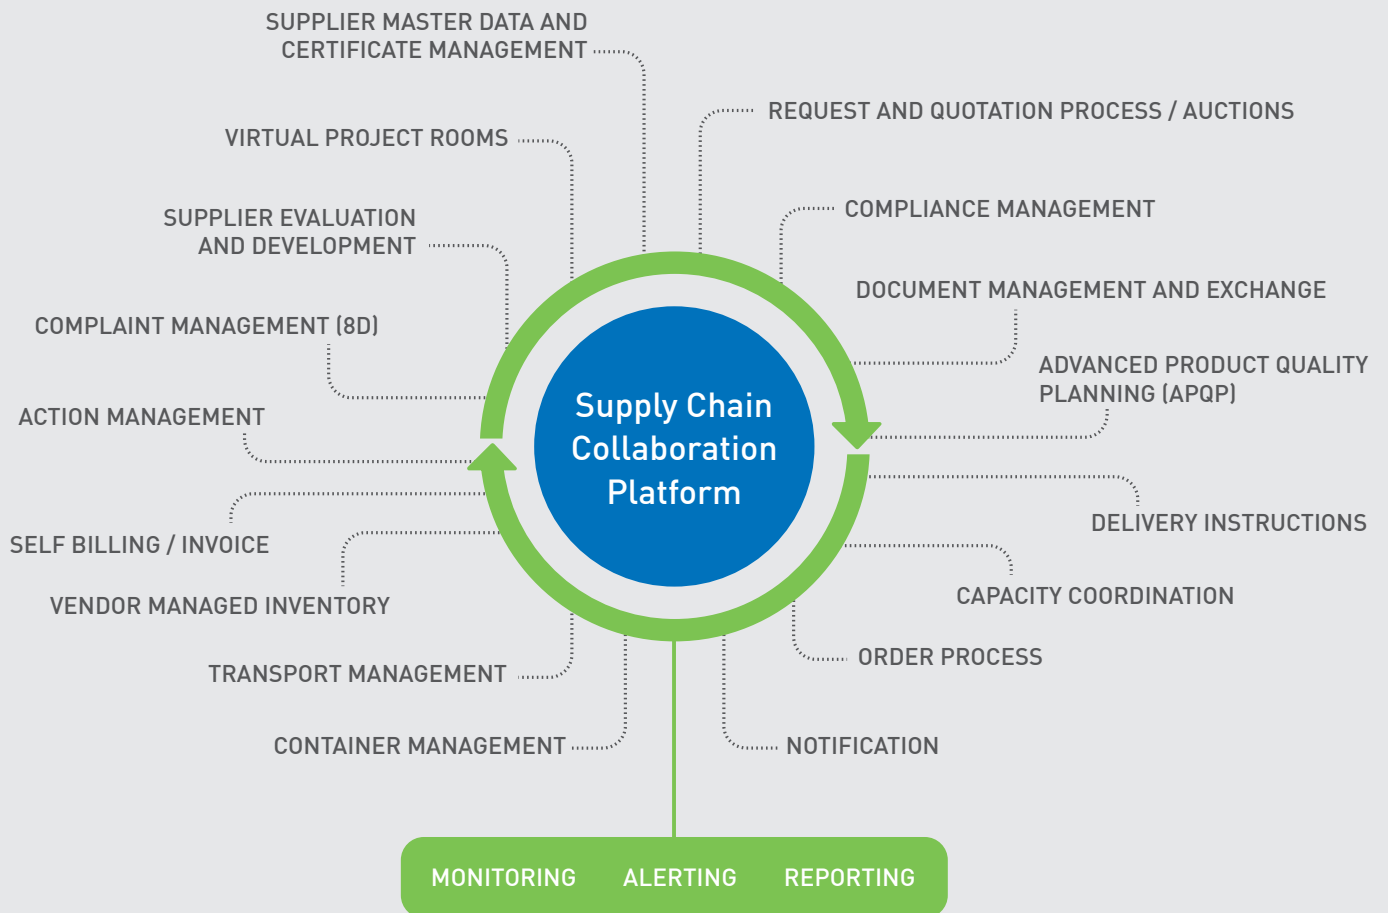 SUPPLIER MASTER DATA AND
CERTIFICATE MANAGEMENT
REQUEST AND QUOTATION PROCESS / AUCTIONS
VIRTUAL PROJECT ROOMS
COMPLIANCE MANAGEMENT
SUPPLIER EVALUATION
AND DEVELOPMENT
DOCUMENT MANAGEMENT AND EXCHANGE
COMPLAINT MANAGEMENT (8D)
ADVANCED PRODUCT QUALITY
PLANNING (APQP)
ACTION MANAGEMENT
Supply Chain
Collaboration
Platform
DELIVERY INSTRUCTIONS
SELF BILLING / INVOICE
CAPACITY COORDINATION
VENDOR MANAGED INVENTORY
ORDER PROCESS
TRANSPORT MANAGEMENT
CONTAINER MANAGEMENT
NOTIFICATION
MONITORING ALERTING REPORTING